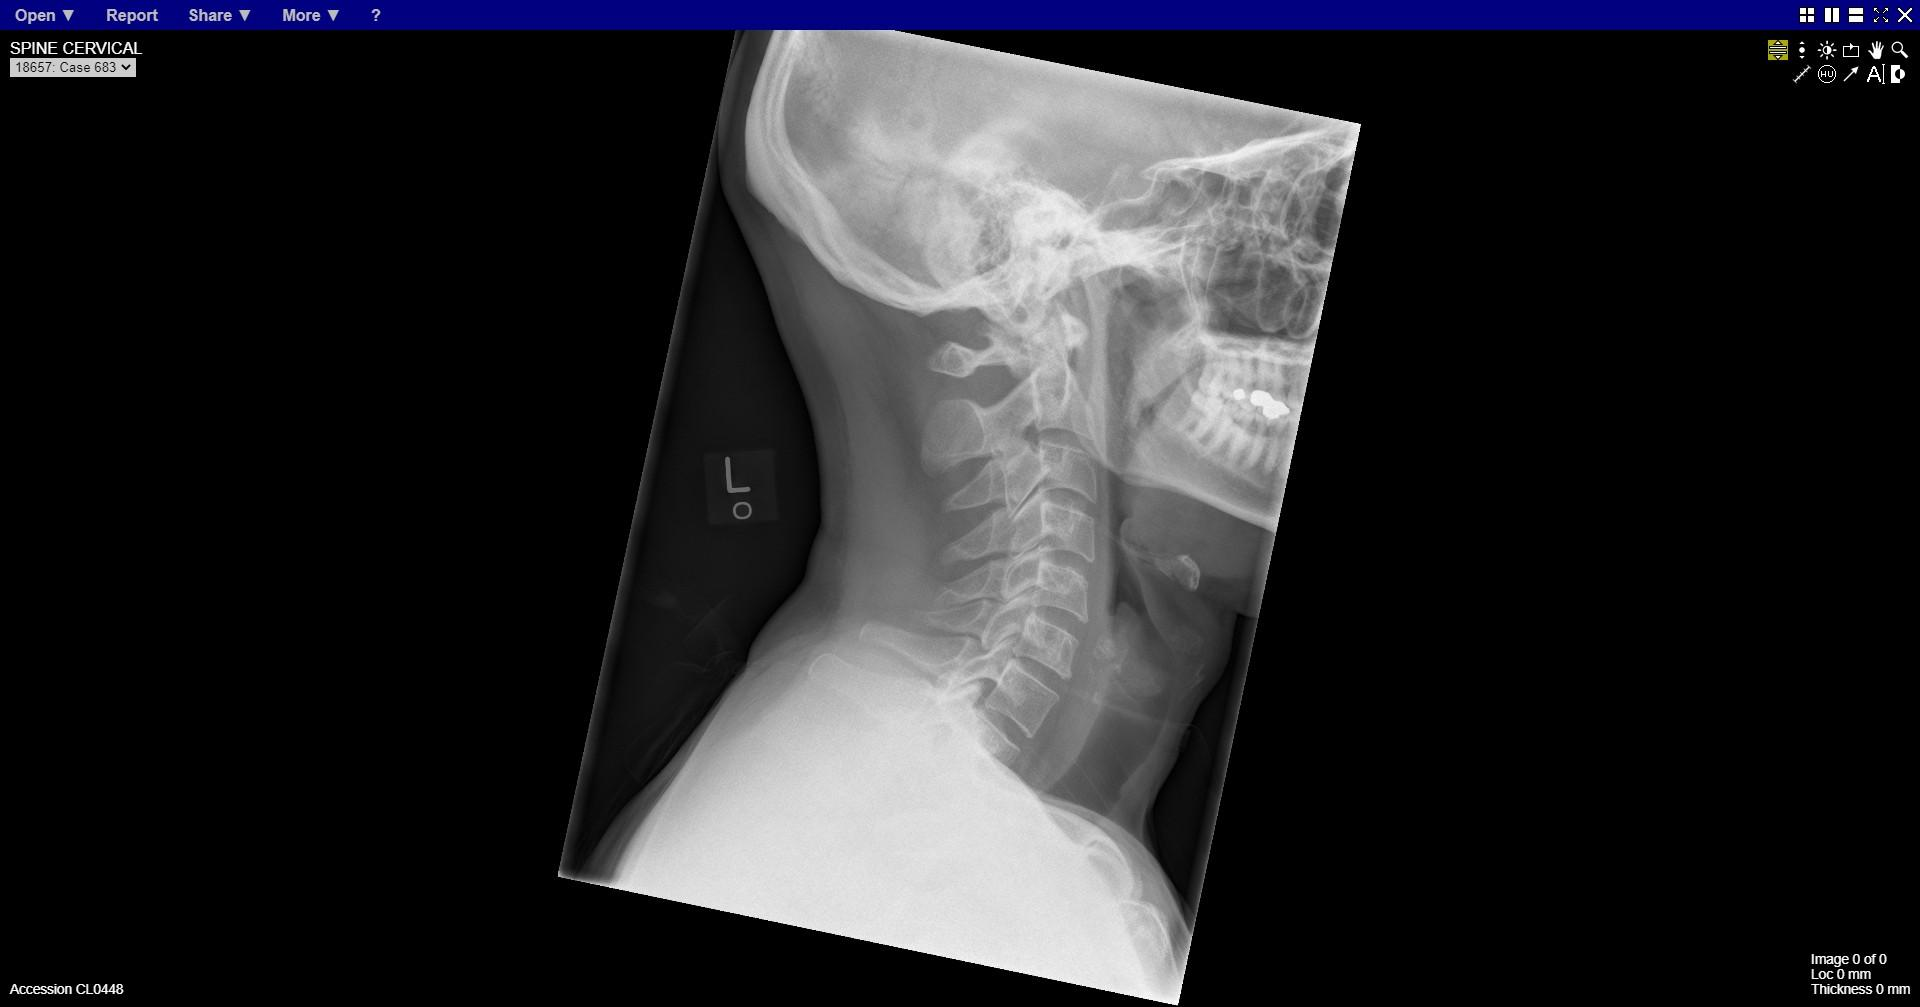 Open ▼ Report Share ▼ More ▼ ?
SPINE CERVICAL
18657: Case 683
HU
A
L
O
Image 0 of 0
Loc 0 mm
Thickness 0 mm
Accession CL0448